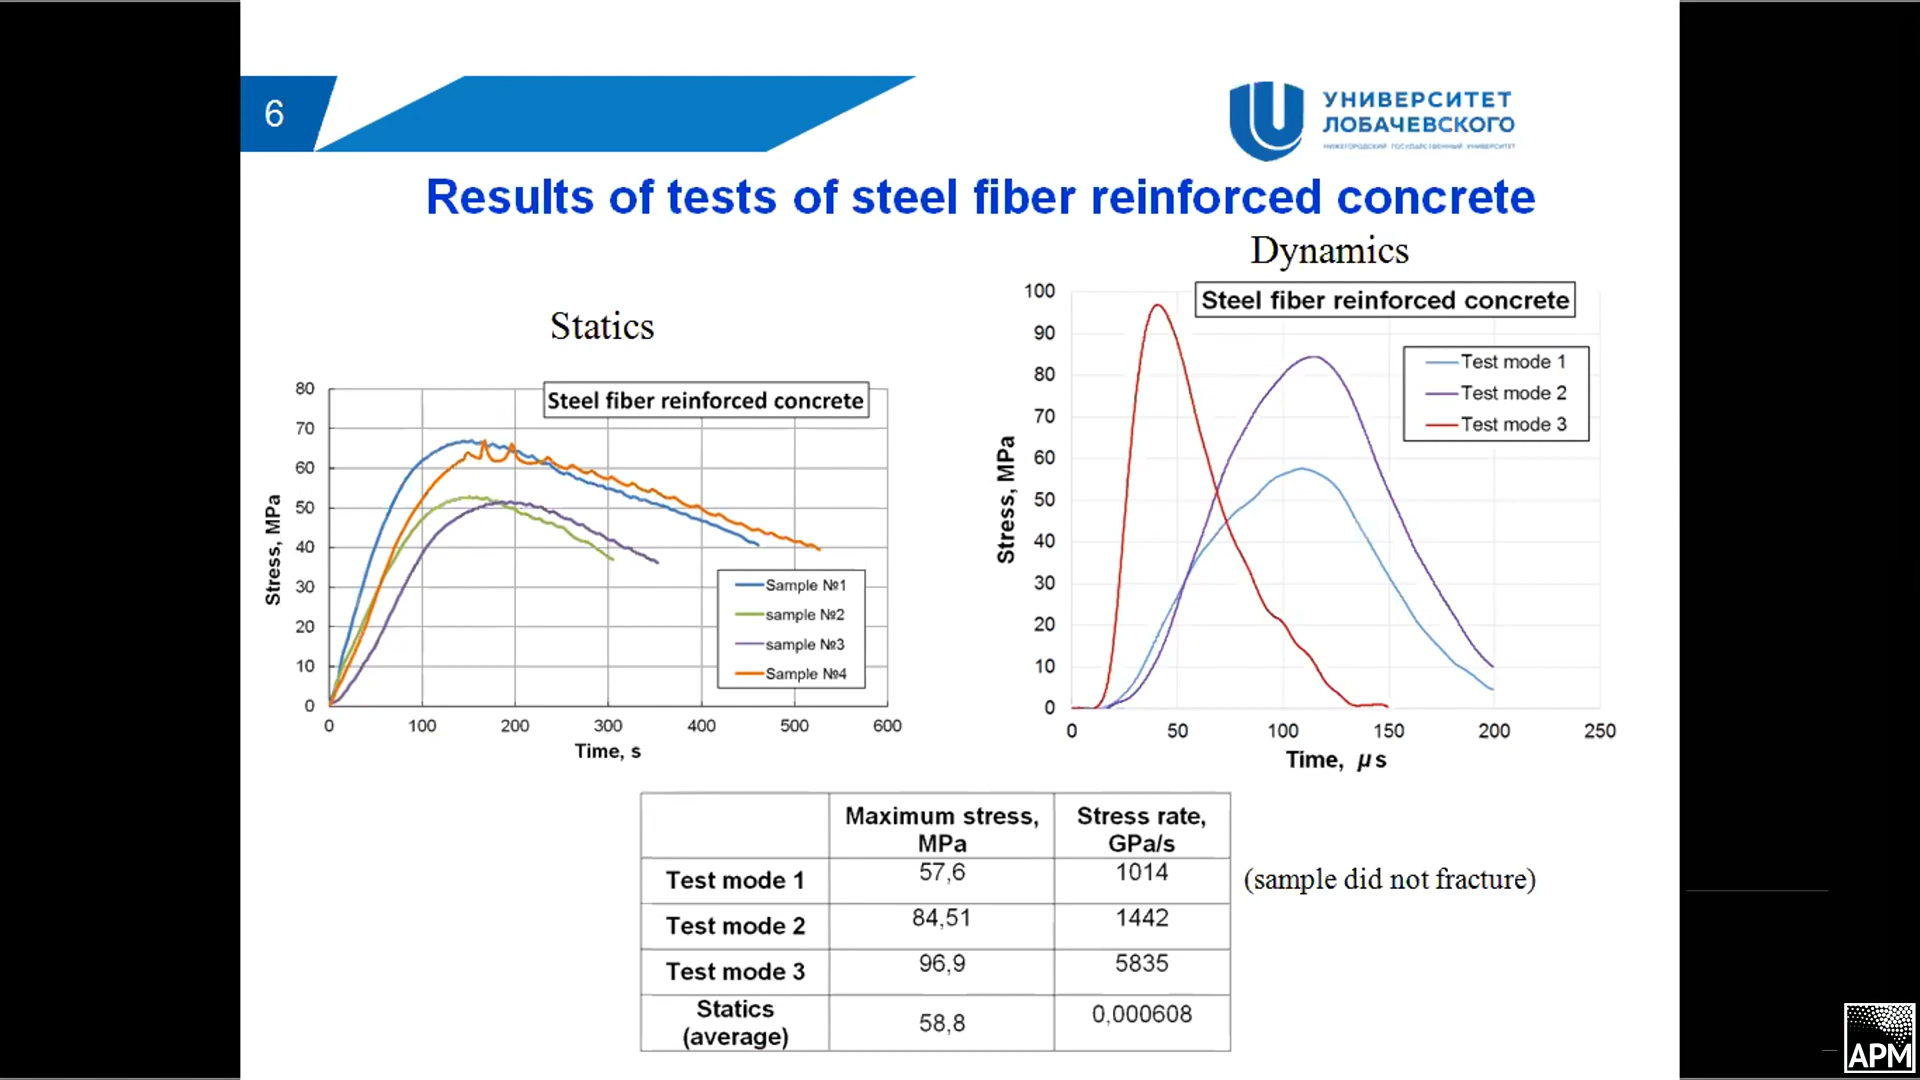 6
УНИВЕРСИТЕТ
ЛОБАЧЕВСКОГО
НИЖЕГОРОДСКИЙ ГОСУДАРСТВЕННЫЙ УНИВЕРСИТЕТ
Results of tests of steel fiber reinforced concrete
Statics
Steel fiber reinforced concrete
80
70
60
50
40
30
20
10
0
Stress, MPa
Sample №1
sample №2
sample №3
Sample №4
0 100 200 300 400 500 600
Time, s
Dynamics
Steel fiber reinforced concrete
Test mode 1
Test mode 2
Test mode 3
100
90
80
70
60
50
40
30
20
10
0
Stress, MPa
0 50 100 150 200 250
Time, μs
Maximum stress, MPa Stress rate, GPa/s
Test mode 1 57,6 1014 (sample did not fracture)
Test mode 2 84,51 1442
Test mode 3 96,9 5835
Statics (average) 58,8 0,000608
APM